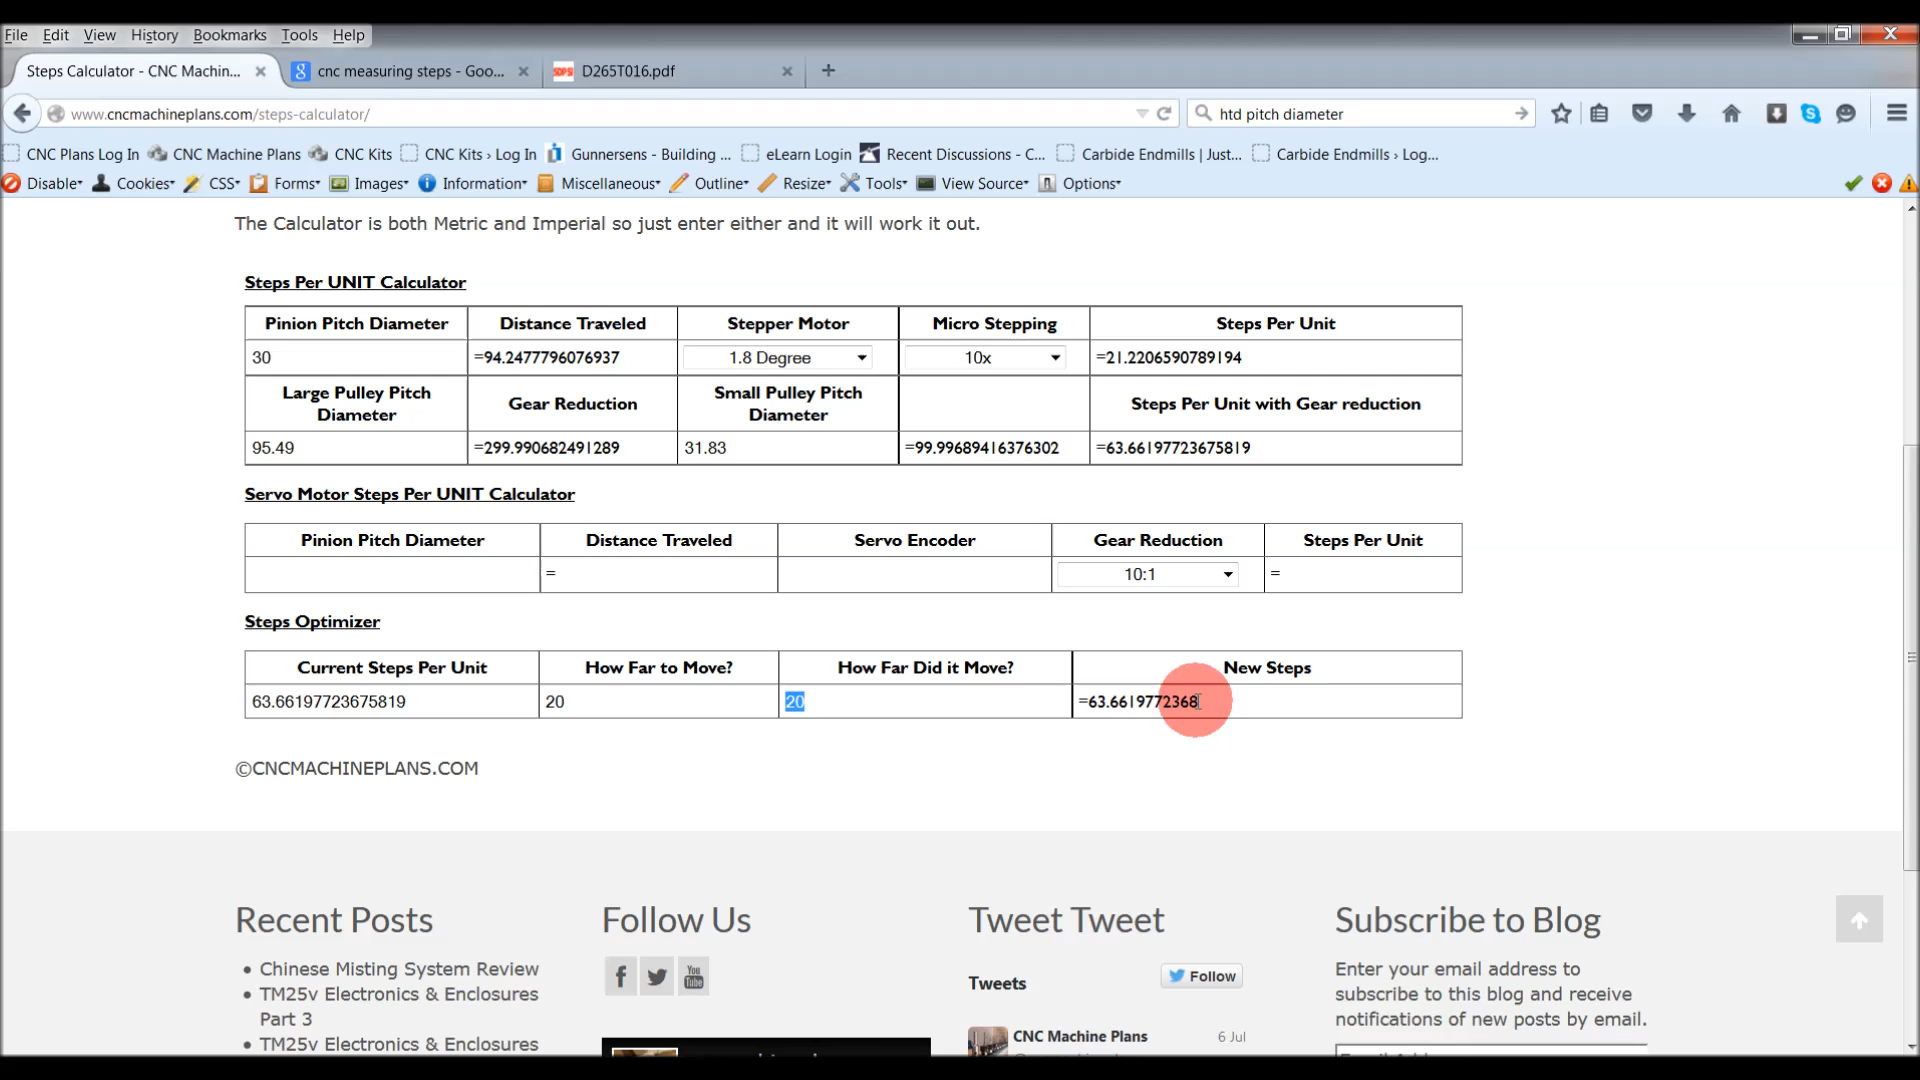 File Edit View History Bookmarks Tools Help
Steps Calculator - CNC Machin... cnc measuring steps - Goo... D265T016.pdf
www.cncmachineplans.com/steps-calculator/ htd pitch diameter
CNC Plans Log In CNC Machine Plans CNC Kits CNC Kits › Log In Gunnersens - Building ... eLearn Login Recent Discussions - C... Carbide Endmills | Just... Carbide Endmills › Log...
Disable Cookies CSS Forms Images Information Miscellaneous Outline Resize Tools View Source Options
The Calculator is both Metric and Imperial so just enter either and it will work it out.
Steps Per UNIT Calculator
Pinion Pitch Diameter Distance Traveled Stepper Motor Micro Stepping Steps Per Unit
30 =94.2477796076937 1.8 Degree 10x =21.2206590789194
Large Pulley Pitch Diameter Gear Reduction Small Pulley Pitch Diameter Steps Per Unit with Gear reduction
95.49 =299.990682491289 31.83 =99.99689416376302 =63.66197723675819
Servo Motor Steps Per UNIT Calculator
Pinion Pitch Diameter Distance Traveled Servo Encoder Gear Reduction Steps Per Unit
= 10:1 =
Steps Optimizer
Current Steps Per Unit How Far to Move? How Far Did it Move? New Steps
63.66197723675819 20 20 =63.6619772368
©CNCMACHINEPLANS.COM
Recent Posts Follow Us Tweet Tweet Subscribe to Blog
Chinese Misting System Review
TM25v Electronics & Enclosures
Part 3
TM25v Electronics & Enclosures
You Tube
Tweets Follow
CNC Machine Plans 6 Jul
Enter your email address to
subscribe to this blog and receive
notifications of new posts by email.